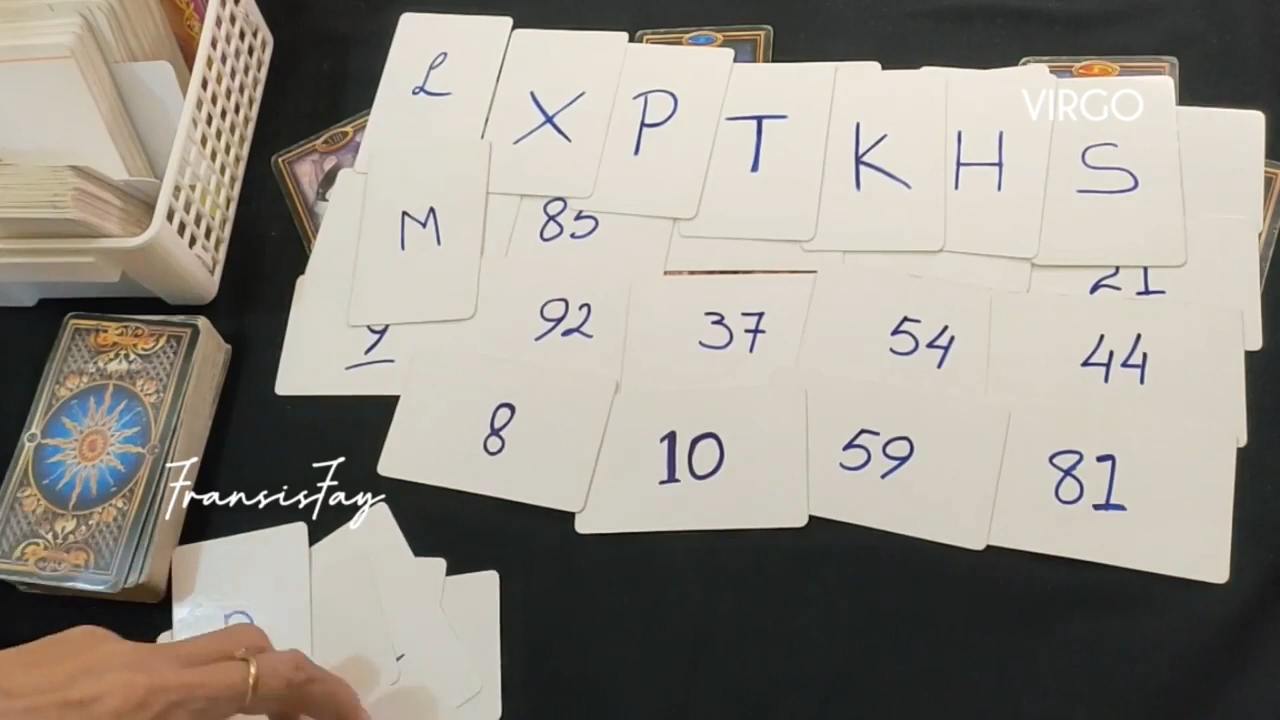 L
X P T K H S
VIRGO
M
85
21
92 37 54 44
8 10 59 81
FransisFay